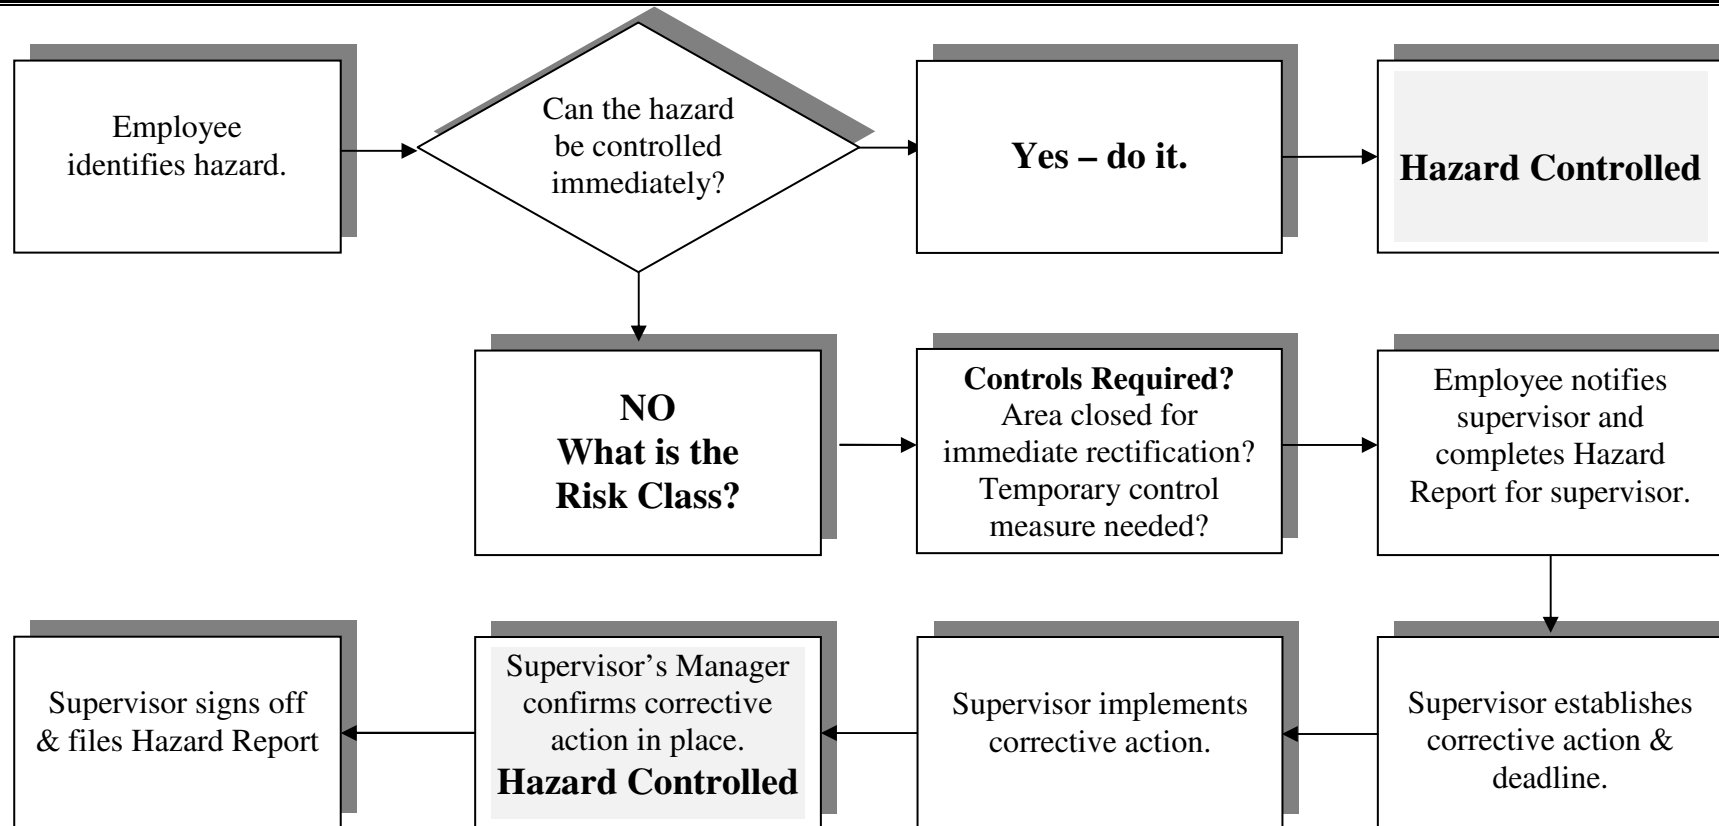 Employee
identifies hazard.
Can the hazard
be controlled
immediately?
Yes – do it.
Hazard Controlled
NO
What is the
Risk Class?
Controls Required?
Area closed for
immediate rectification?
Temporary control
measure needed?
Employee notifies
supervisor and
completes Hazard
Report for supervisor.
Supervisor signs off
& files Hazard Report
Supervisor’s Manager
confirms corrective
action in place.
Hazard Controlled
Supervisor implements
corrective action.
Supervisor establishes
corrective action &
deadline.